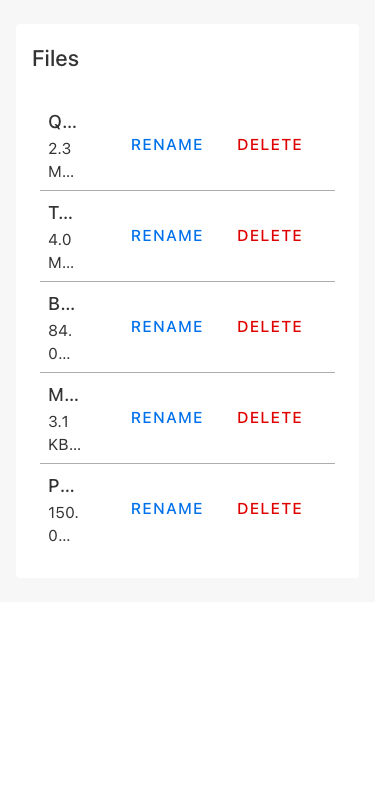 Files
Q...
2.3
M...
RENAME
DELETE
T...
4.0
M...
RENAME
DELETE
B...
84.
0...
RENAME
DELETE
M...
3.1
KB...
RENAME
DELETE
P...
150.
0...
RENAME
DELETE